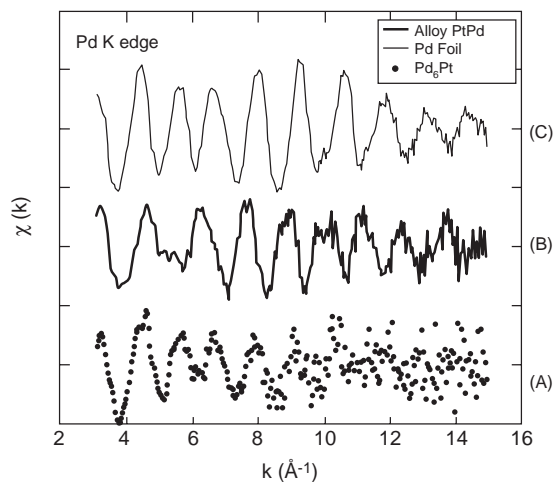 Pd K edge
Alloy PtPd
Pd Foil
Pd6Pt
(C)
(B)
(A)
χ (k)
2 4 6 8 10 12 14 16
k (Å-1)